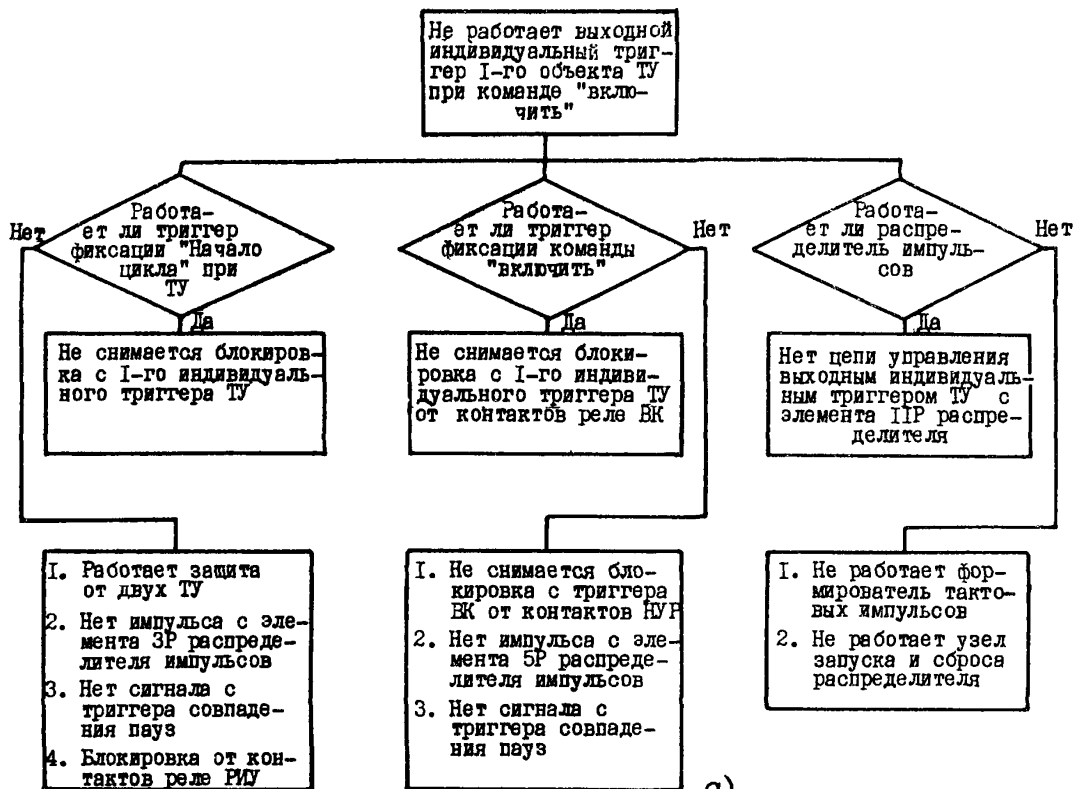 Не работает выходной
индивидуальный триг-
гер I-го объекта ТУ
при команде "вклю-
чить"
Нет
Работа-
ет ли триггер
фиксации "Начало
цикла" при
ТУ
Да
Не снимается блокиров-
ка с I-го индивидуаль-
ного триггера ТУ
1. Работает защита
от двух ТУ
2. Нет импульса с эле-
мента 3Р распреде-
лителя импульсов
3. Нет сигнала с
триггера совпаде-
ния пауз
4. Блокировка от кон-
тактов реле РИУ
Работа-
ет ли триггер
фиксации команды
"включить"
Нет
Да
Не снимается блоки-
ровка с I-го индиви-
дуального триггера ТУ
от контактов реле ВК
I. Не снимается бло-
кировка с триггера
ВК от контактов НУР
2. Нет импульса с эле-
мента 5Р распреде-
лителя импульсов
3. Нет сигнала с
триггера совпаде-
ния пауз
Работа-
ет ли распре-
делитель импуль-
сов
Нет
Да
Нет цепи управления
выходным индивидуаль-
ным триггером ТУ с
элемента IIР распре-
делителя
I. Не работает фор-
мирователь такто-
вых импульсов
2. Не работает узел
запуска и сброса
распределителя
а)